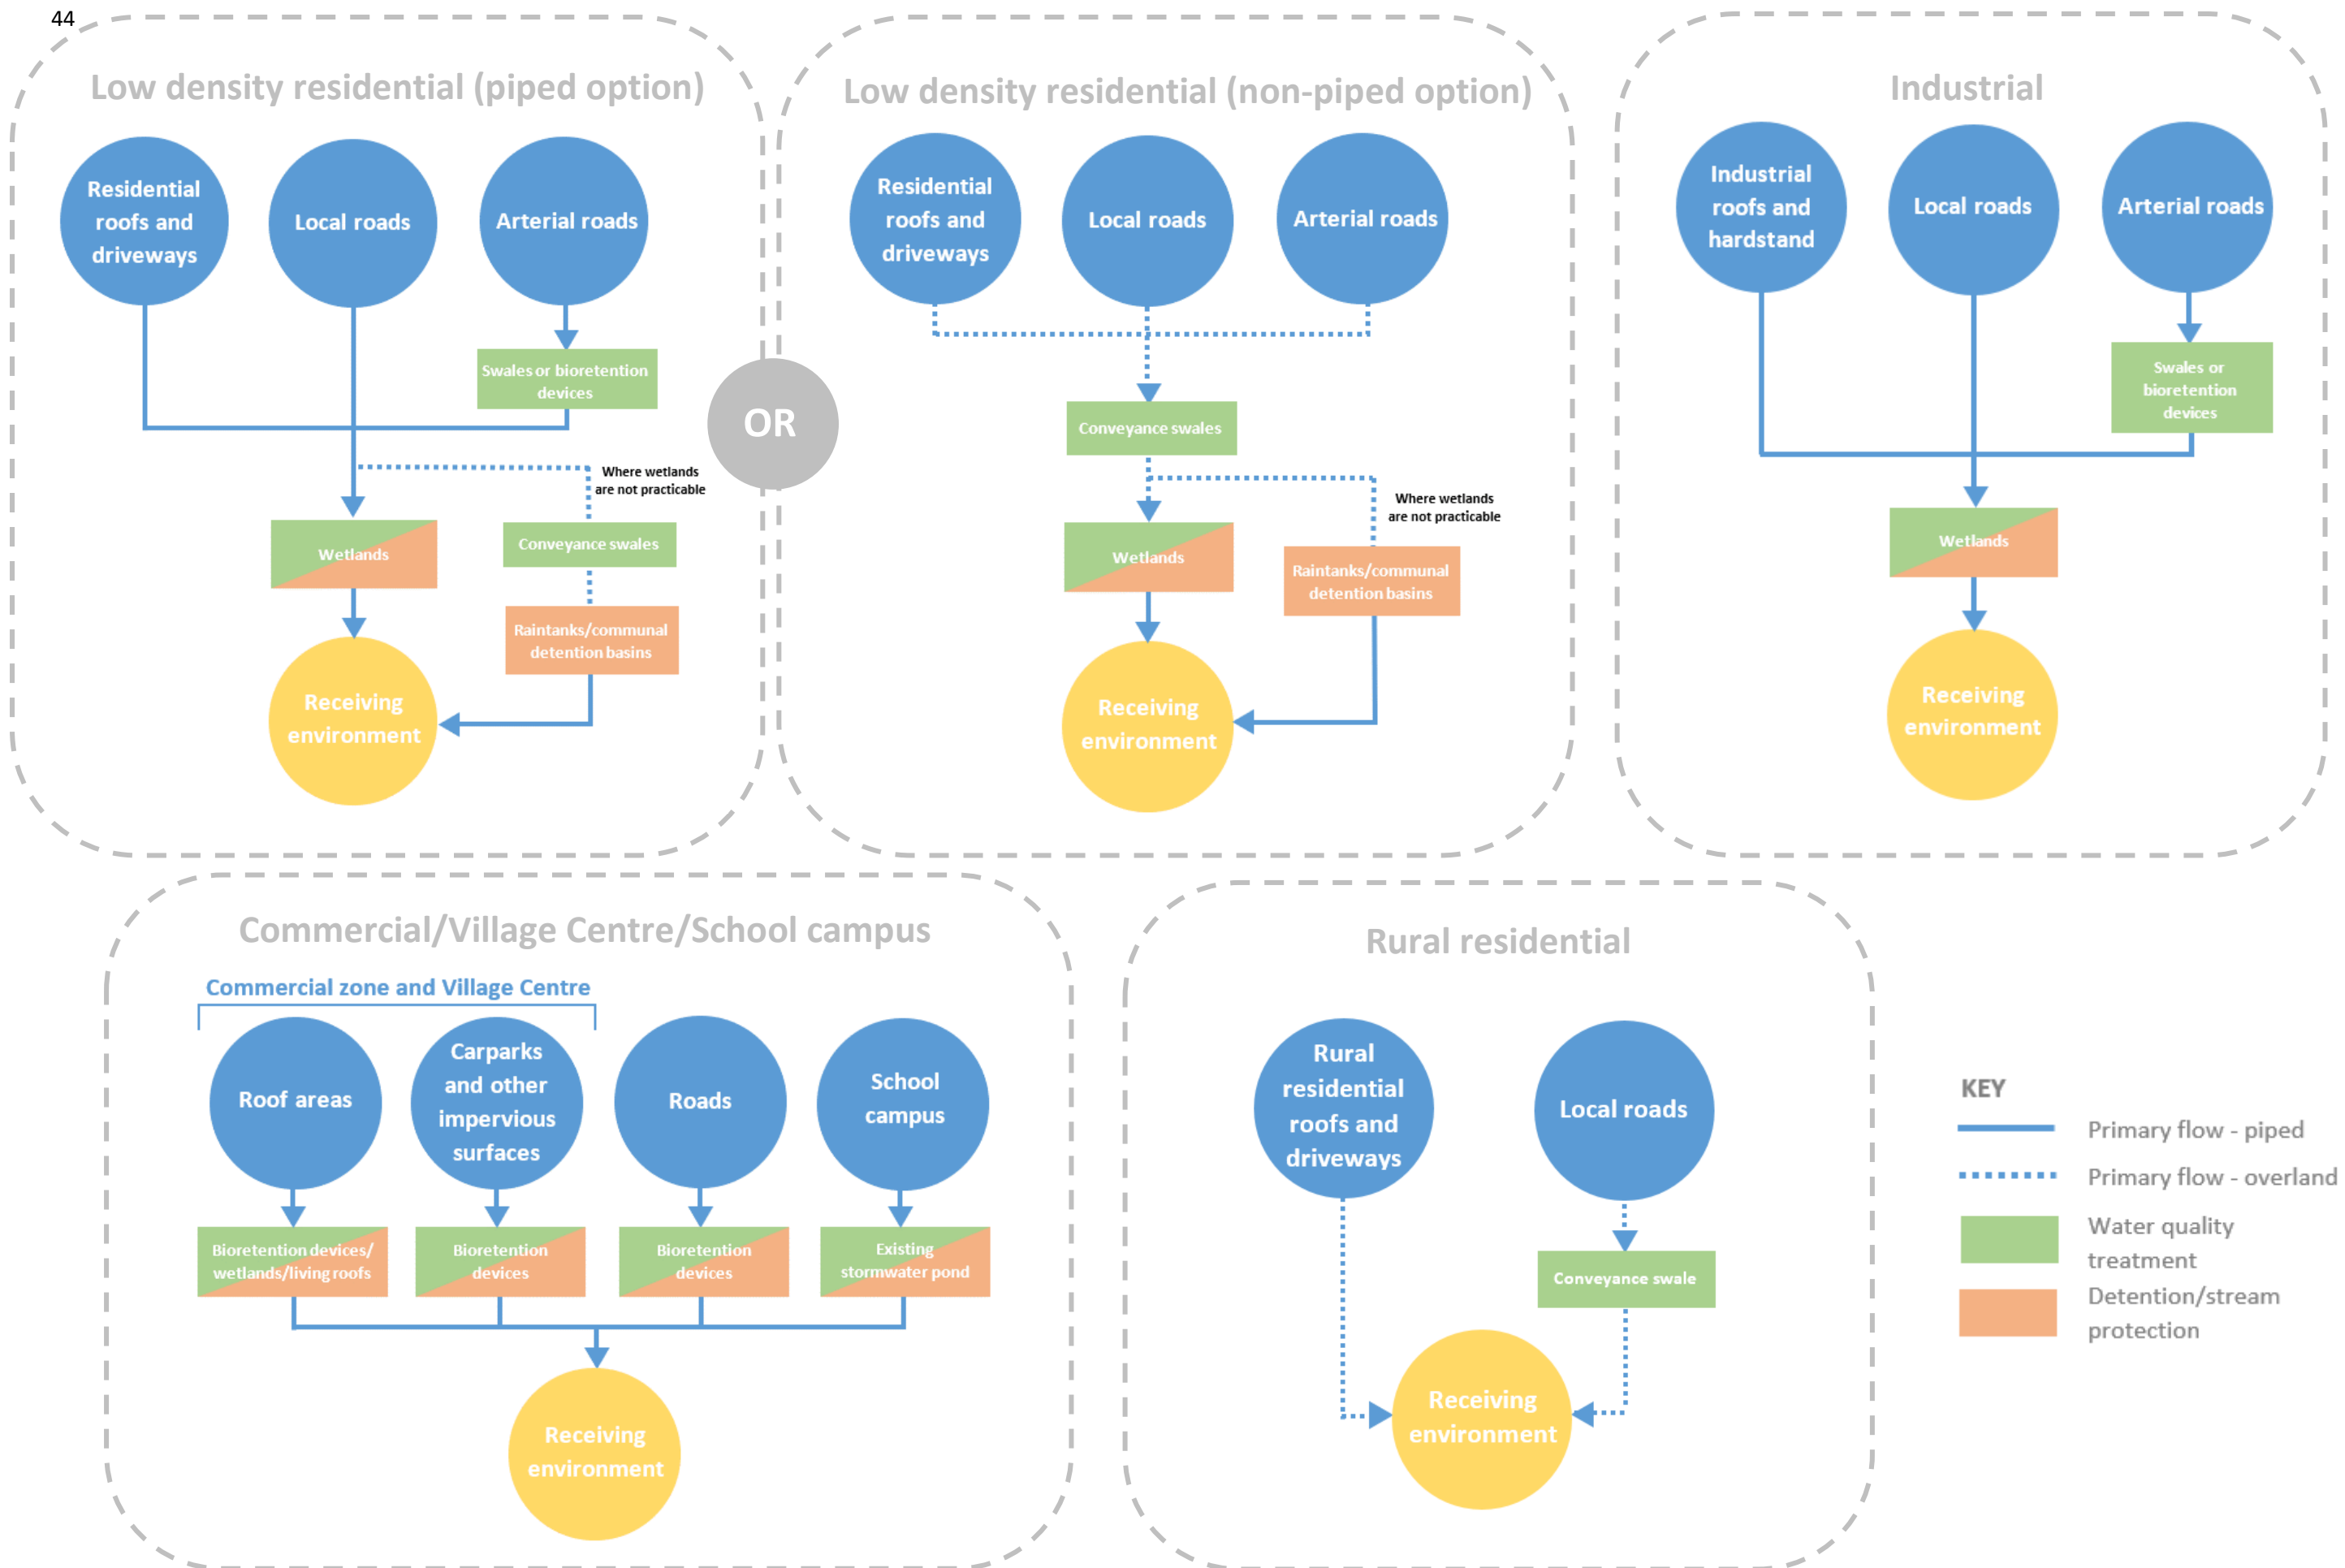 44
Low density residential (piped option)
Residential
roofs and
driveways
Local roads
Arterial roads
Swales or bioretention
devices
Where wetlands
are not practicable
Wetlands
Conveyance swales
Raintanks/communal
detention basins
Receiving
environment
OR
Low density residential (non-piped option)
Residential
roofs and
driveways
Local roads
Arterial roads
Conveyance swales
Where wetlands
are not practicable
Wetlands
Raintanks/communal
detention basins
Receiving
environment
Industrial
Industrial
roofs and
hardstand
Local roads
Arterial roads
Swales or
bioretention
devices
Wetlands
Receiving
environment
Commercial/Village Centre/School campus
Commercial zone and Village Centre
Roof areas
Carparks
and other
impervious
surfaces
Roads
School
campus
Bioretention devices/
wetlands/living roofs
Bioretention
devices
Bioretention
devices
Existing
stormwater pond
Receiving
environment
Rural residential
Rural
residential
roofs and
driveways
Local roads
Conveyance swale
Receiving
environment
KEY
Primary flow - piped
Primary flow - overland
Water quality
treatment
Detention/stream
protection